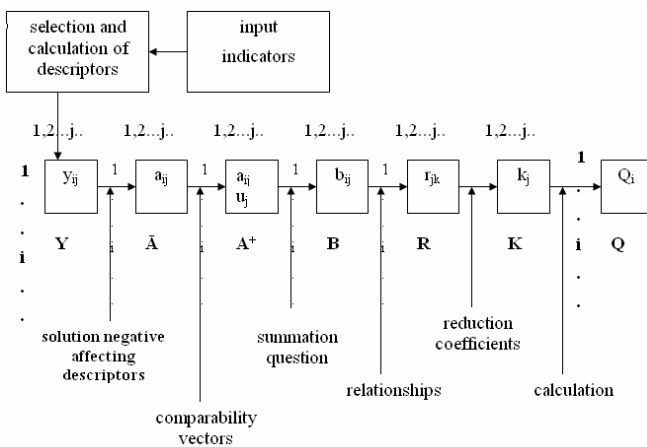 selection and
calculation of
descriptors
input
indicators
1,2...j.. 1,2...j.. 1,2...j.. 1,2...j.. 1,2...j.. 1,2...j..
1 1 1 1 1 1
yij aij aij uj bij rjk kj Qi
i i i i i i
Y Ā A+ B R K Q
solution negative
affecting
descriptors
summation
question
reduction
coefficients
relationships
calculation
comparability
vectors